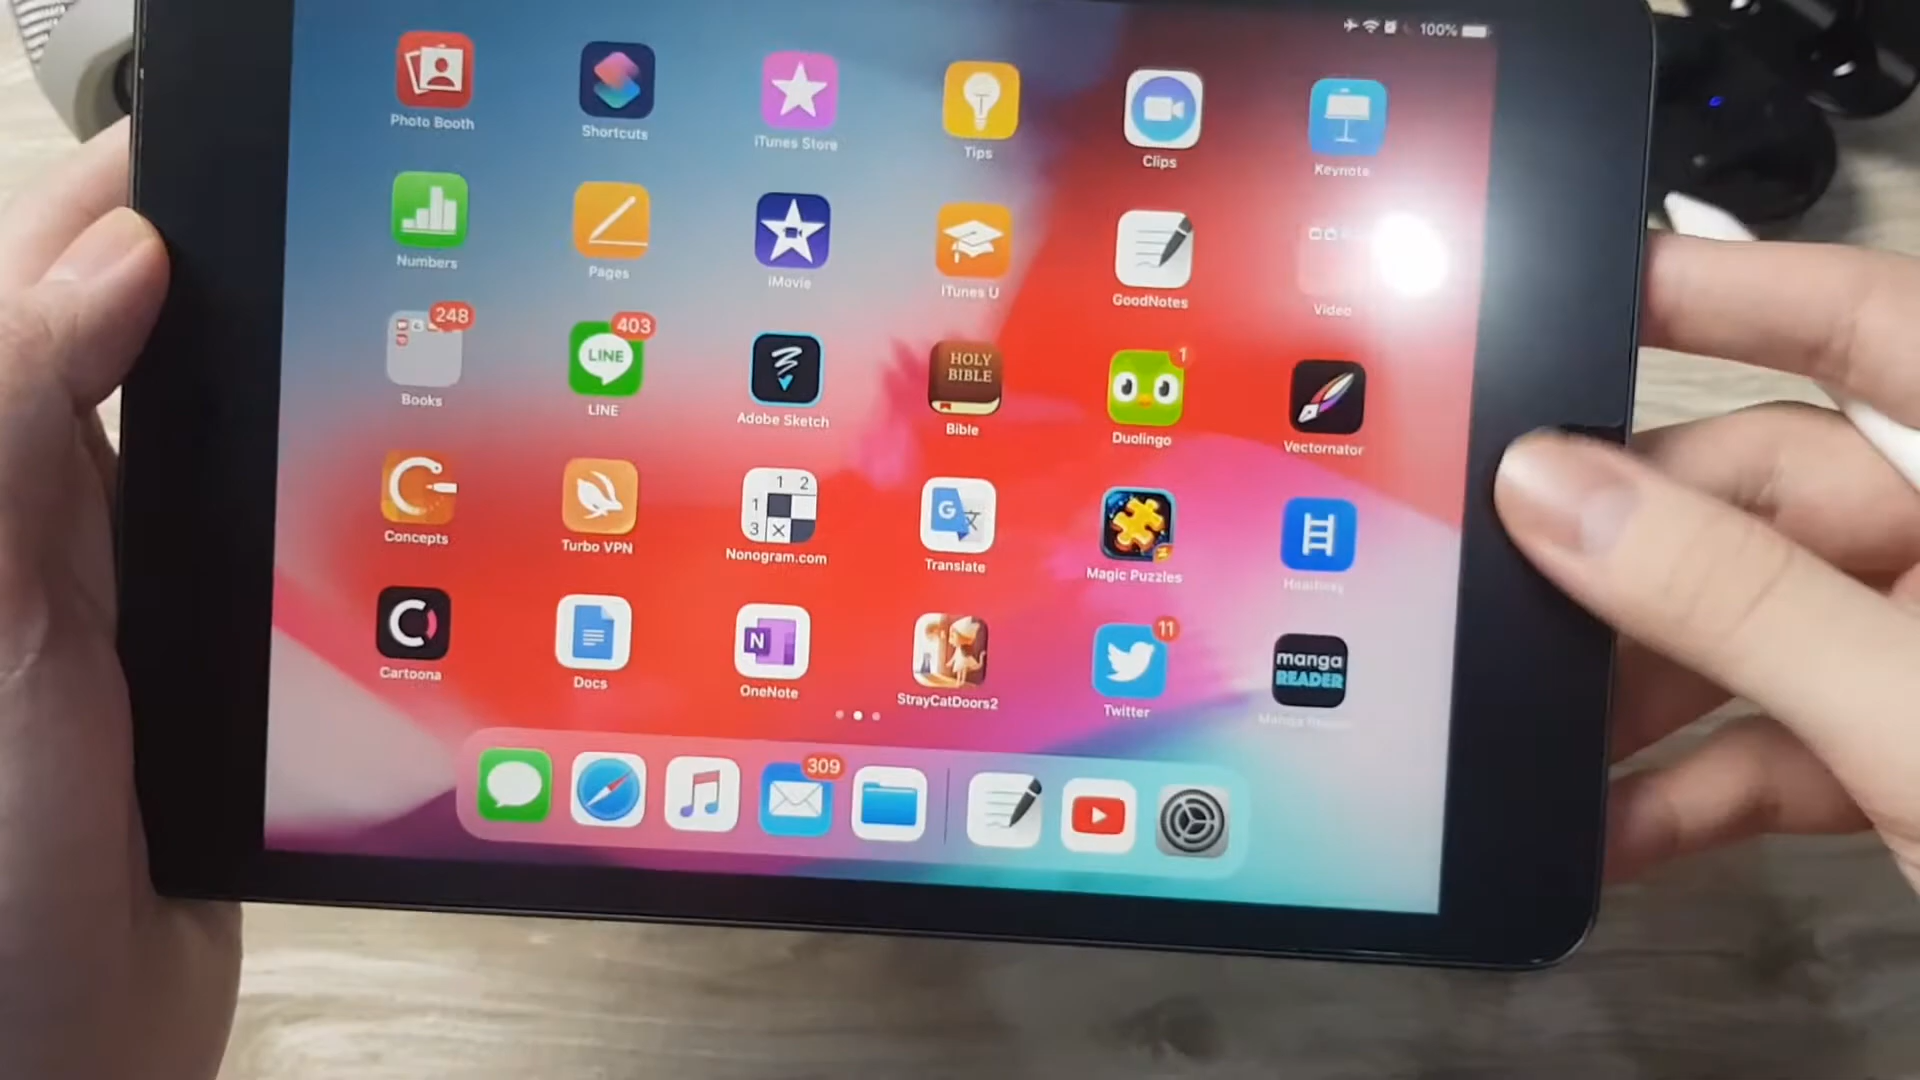 100%
Photo Booth
Shortcuts
iTunes Store
Tips
Clips
Keynote
Numbers
Pages
iMovie
iTunes U
GoodNotes
Video
248
Books
403
LINE
LINE
Adobe Sketch
HOLY
BIBLE
Bible
1
Duolingo
Vectornator
Concepts
Turbo VPN
1 2
1
3 X
Nonogram.com
G 文
Translate
Magic Puzzles
Headway
Cartoona
Docs
N
OneNote
StrayCatDoors2
11
Twitter
manga
READER
309